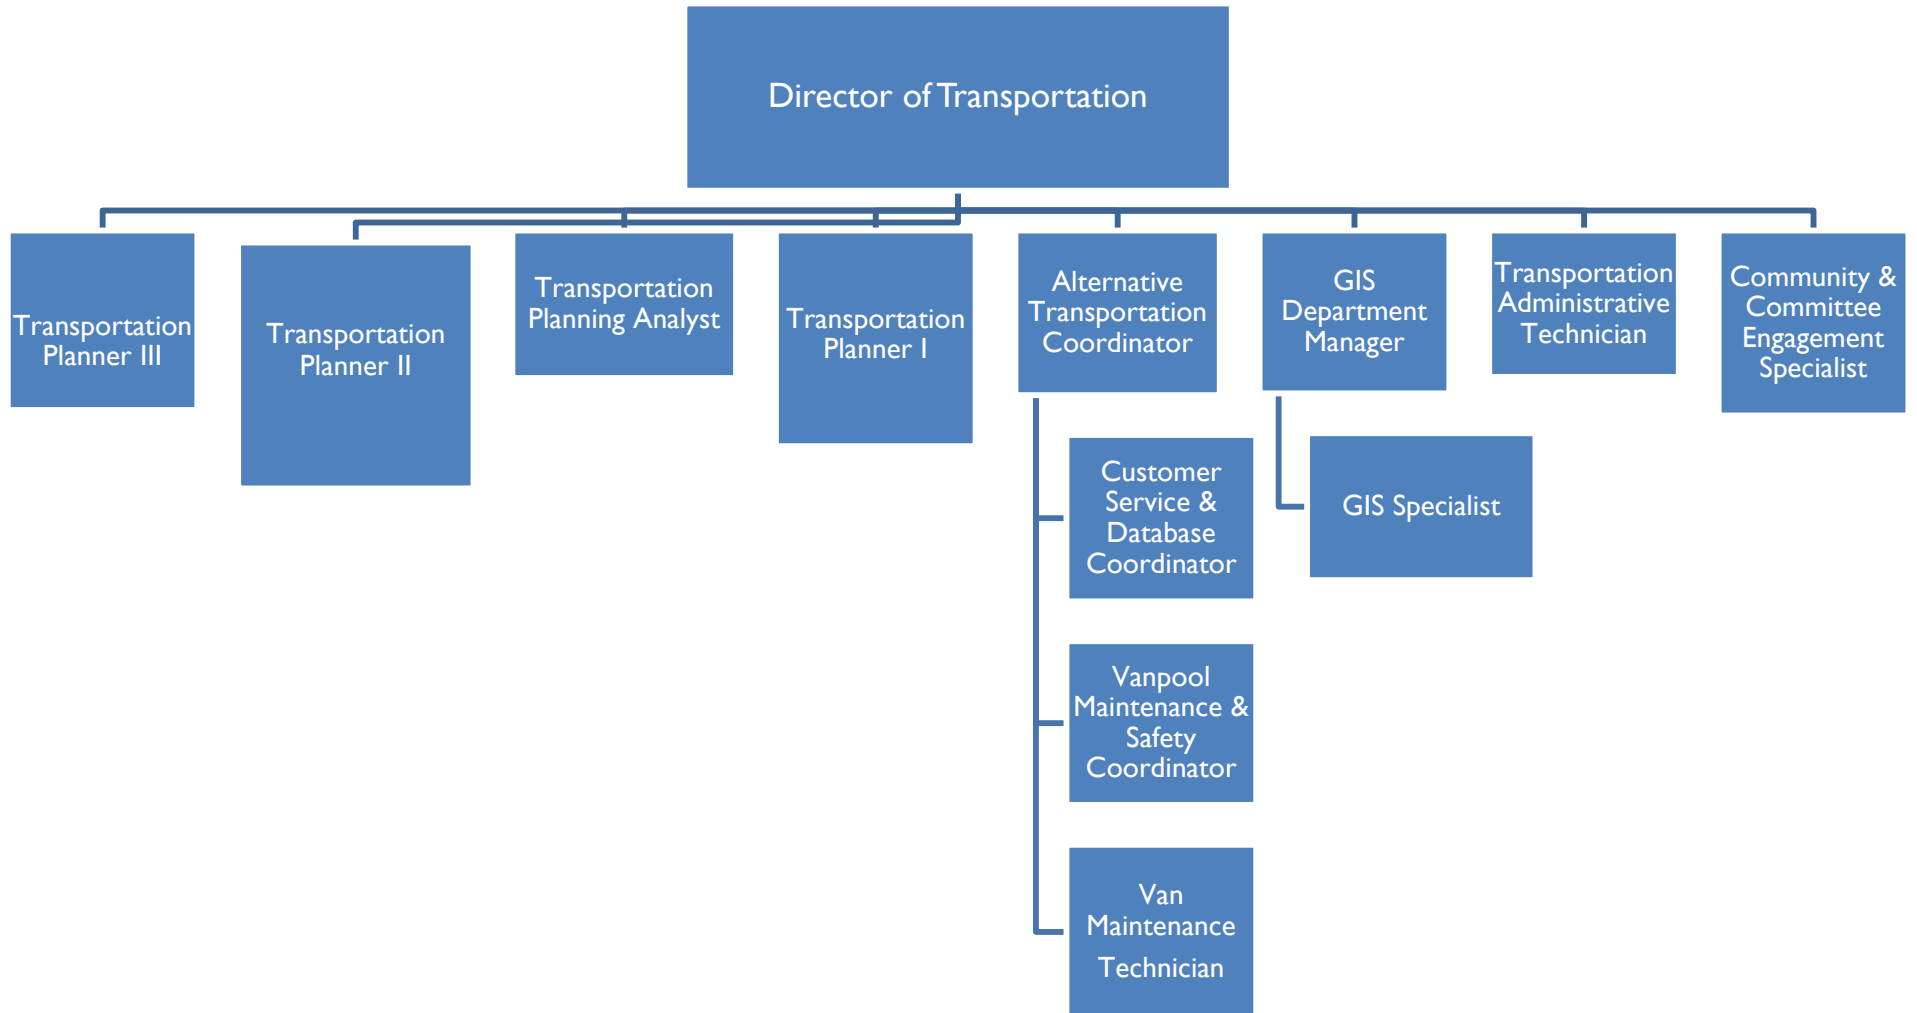 Director of Transportation
Transportation
Planner III
Transportation
Planner II
Transportation
Planning Analyst
Transportation
Planner I
Alternative
Transportation
Coordinator
GIS
Department
Manager
Transportation
Administrative
Technician
Community &
Committee
Engagement
Specialist
Customer
Service &
Database
Coordinator
GIS Specialist
Vanpool
Maintenance &
Safety
Coordinator
Van
Maintenance
Technician